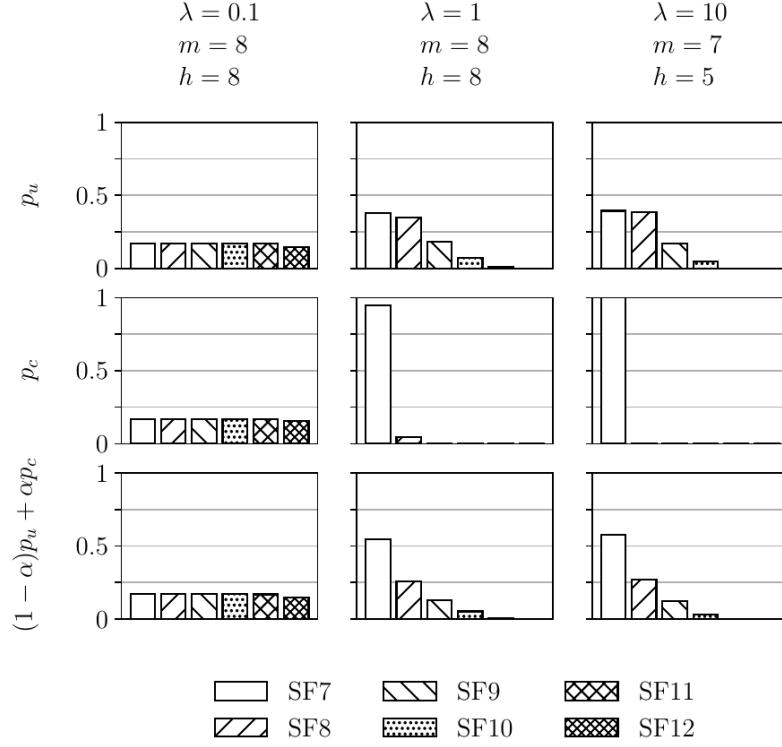 λ = 0.1 λ = 1 λ = 10
m = 8 m = 8 m = 7
h = 8 h = 8 h = 5
1
p_u 0.5
0
1
p_c 0.5
0
1
(1 − α)p_u + αp_c 0.5
0
SF7 SF9 SF11
SF8 SF10 SF12